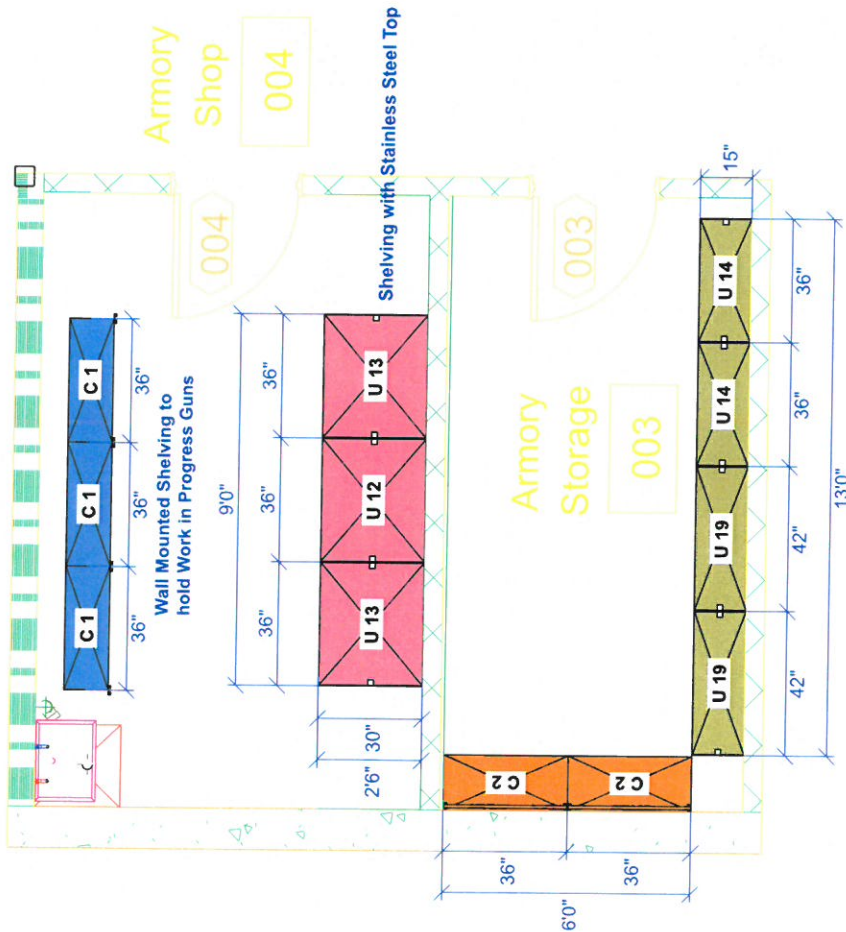 Armory
Shop
004
004
C 1
C 1
C 1
36"
36"
36"
Wall Mounted Shelving to
hold Work in Progress Guns
9'0"
36"
36"
36"
Shelving with Stainless Steel Top
U 13
U 12
U 13
30"
2'6"
003
Armory
Storage
003
C 2
C 2
36"
36"
6'0"
15"
U 19
U 19
U 14
U 14
42"
42"
36"
36"
13'0"